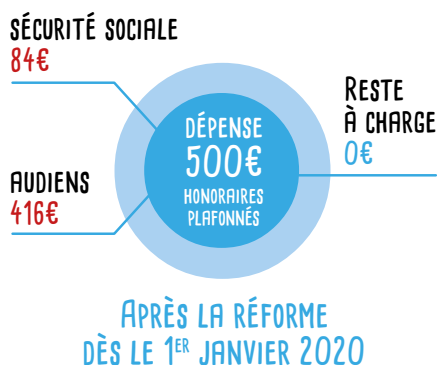 SÉCURITÉ SOCIALE
84€
AUDIENS
416€
DÉPENSE
500€
HONORAIRES
PLAFONNÉS
RESTE
À CHARGE
0€
APRÈS LA RÉFORME
DÈS LE 1ER JANVIER 2020